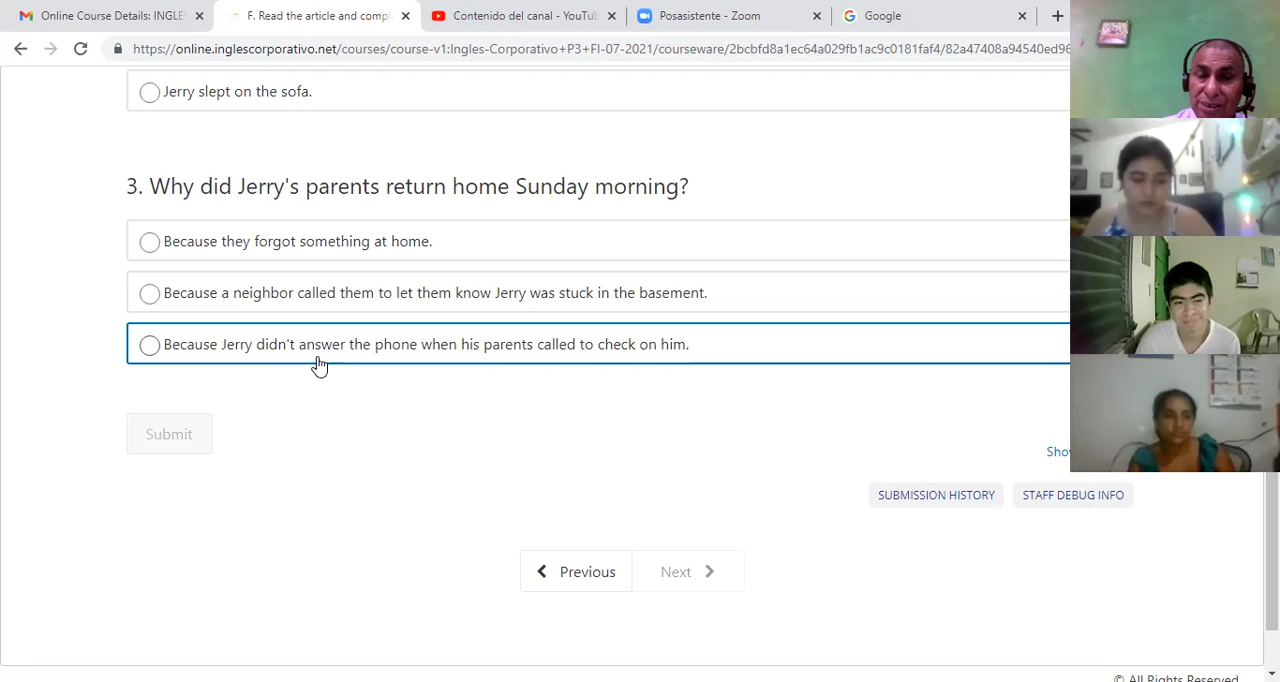 Online Course Details: INGLE
F. Read the article and compl
Contenido del canal - YouTub
Posasistente - Zoom
Google
https://online.inglescorporativo.net/courses/course-v1:Ingles-Corporativo+P3+FI-07-2021/courseware/2bcbfd8a1ec64a029fb1ac9c0181faf4/82a47408a94540ed96
Jerry slept on the sofa.
3. Why did Jerry's parents return home Sunday morning?
Because they forgot something at home.
Because a neighbor called them to let them know Jerry was stuck in the basement.
Because Jerry didn't answer the phone when his parents called to check on him.
Submit
Sho
SUBMISSION HISTORY
STAFF DEBUG INFO
Previous
Next
© All Rights Reserved